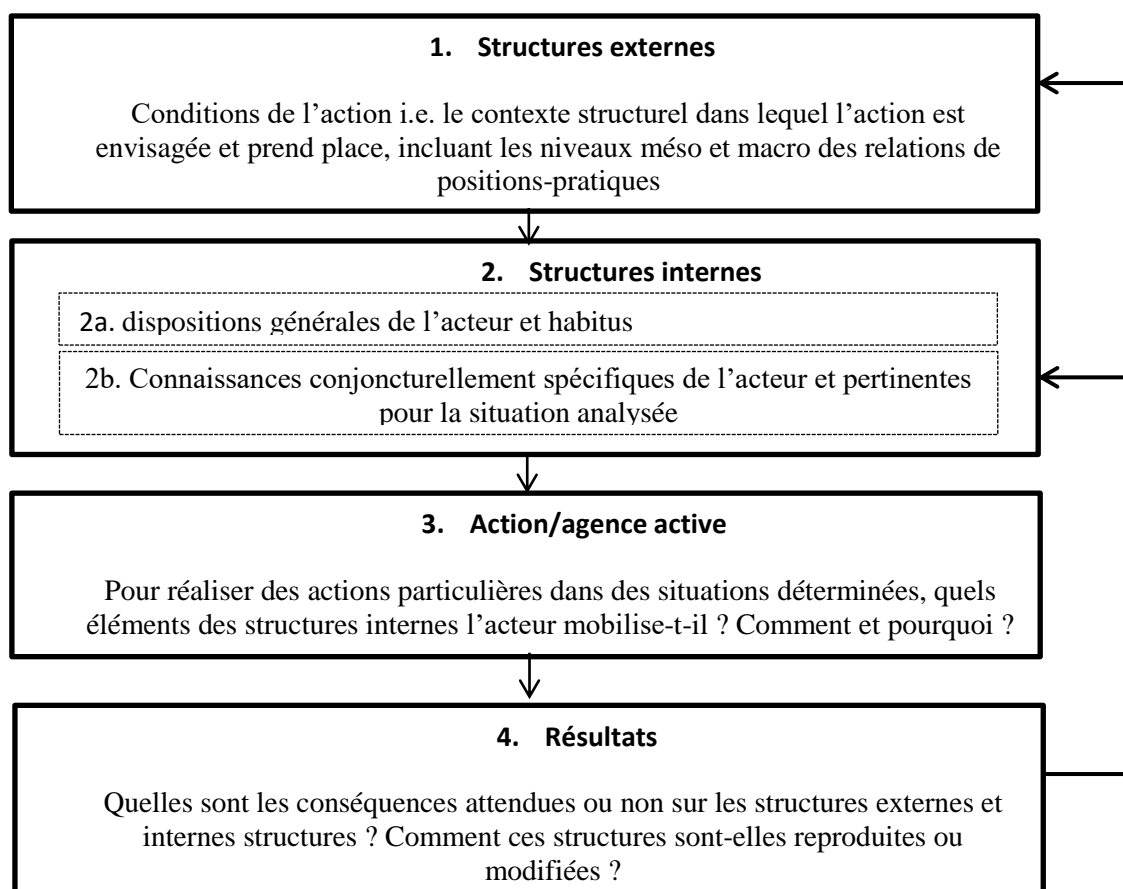 1. Structures externes
Conditions de l’action i.e. le contexte structurel dans lequel l’action est
envisagée et prend place, incluant les niveaux méso et macro des relations de
positions-pratiques
2. Structures internes
2a. dispositions générales de l’acteur et habitus
2b. Connaissances conjoncturellement spécifiques de l’acteur et pertinentes
pour la situation analysée
3. Action/agence active
Pour réaliser des actions particulières dans des situations déterminées, quels
éléments des structures internes l’acteur mobilise-t-il ? Comment et pourquoi ?
4. Résultats
Quelles sont les conséquences attendues ou non sur les structures externes et
internes structures ? Comment ces structures sont-elles reproduites ou
modifiées ?